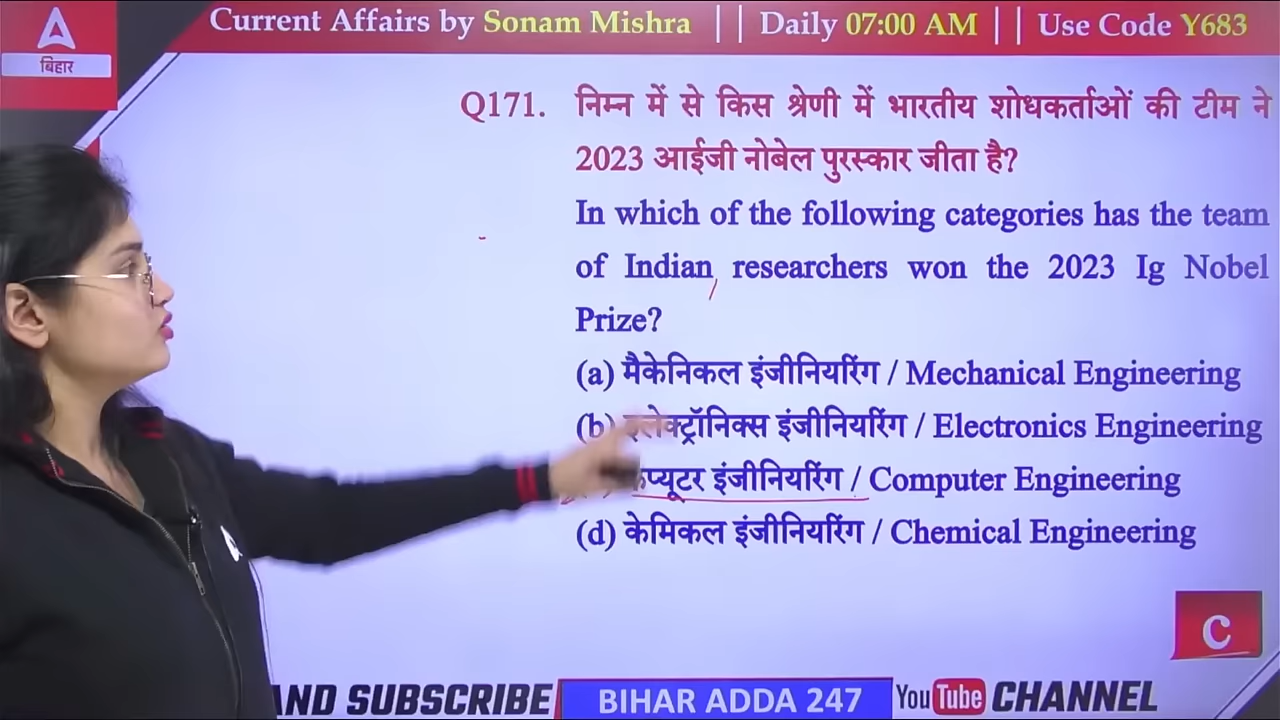 Current Affairs by Sonam Mishra || Daily 07:00 AM || Use Code Y683
A
बिहार
Q171. निम्न में से किस श्रेणी में भारतीय शोधकर्ताओं की टीम ने
2023 आईजी नोबेल पुरस्कार जीता है?
In which of the following categories has the team
of Indian researchers won the 2023 Ig Nobel
Prize?
(a) मैकेनिकल इंजीनियरिंग / Mechanical Engineering
(b) इलेक्ट्रॉनिक्स इंजीनियरिंग / Electronics Engineering
इंजीनियरिंग / Computer Engineering
(d) केमिकल इंजीनियरिंग / Chemical Engineering
C
AND SUBSCRIBE BIHAR ADDA 247 YouTube CHANNEL